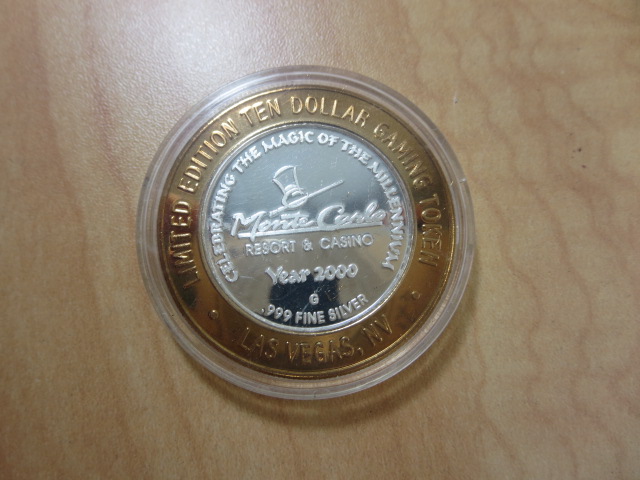 LIMITED EDITION TEN DOLLAR GAMING TOKEN
CELEBRATING THE MAGIC OF THE MILLENNIUM
Monte Carlo
RESORT & CASINO
Year 2000
G
.999 FINE SILVER
LAS VEGAS, NV